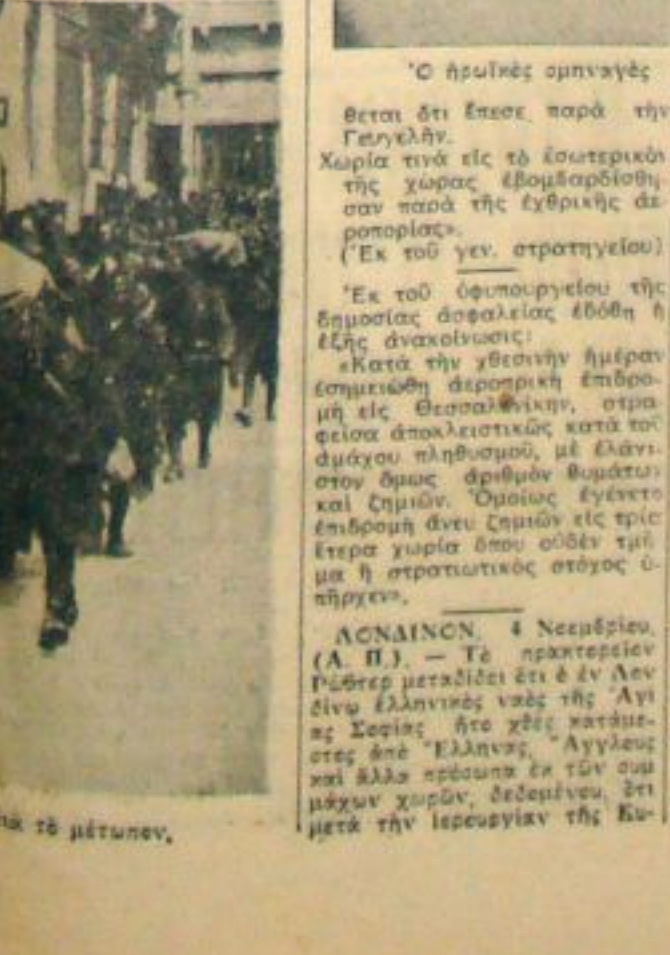 Ὁ ἡρωϊκὸς σμηναγὸς
θεται ὅτι ἔπεσε παρὰ τὴν
Γευγελῆν.
Χωρία τινὰ εἰς τὸ ἐσωτερικὸν
τῆς χώρας ἐβομβαρδίσθη
σαν παρὰ τῆς ἐχθρικῆς ἀε
ροπορίας».
(Ἐκ τοῦ γεν. στρατηγείου)
Ἐκ τοῦ ὑφυπουργείου τῆς
δημοσίας ἀσφαλείας ἐδόθη ἡ
ἑξῆς ἀνακοίνωσις:
«Κατὰ τὴν χθεσινὴν ἡμέραν
ἐσημειώθη ἀεροπρικὴ ἐπιδρο-
μὴ εἰς Θεσσαλονίκην, στρα
φεῖσα ἀποκλειστικῶς κατὰ τοῦ
ἀμάχου πληθυσμοῦ, μὲ ἐλάχι-
στον ὅμως ἀριθμὸν θυμάτων
καὶ ζημιῶν. Ὁμοίως ἐγένετο
ἐπιδρομὴ ἄνευ ζημιῶν εἰς τρία
ἕτερα χωρία ὅπου οὐδὲν τμῆ
μα ἢ στρατιωτικὸς στόχος ὑ-
πῆρχεν».
ΛΟΝΔΙΝΟΝ, 4 Νοεμβρίου,
(Α. Π.). — Τὸ πρακτορεῖον
Ρώϋτερ μεταδίδει ὅτι ὁ ἐν Λον
δίνῳ ἑλληνικὸς ναὸς τῆς Ἁγί
ας Σοφίας ἦτο χθὲς κατάμε-
στος ἀπὸ Ἕλληνας, Ἄγγλους
καὶ ἄλλα πρόσωπα ἐκ τῶν συμ
μάχων χωρῶν, δεδομένου, ὅτι
μετὰ τὴν ἱερουργίαν τῆς Κυ-
τὸ μέτωπον.